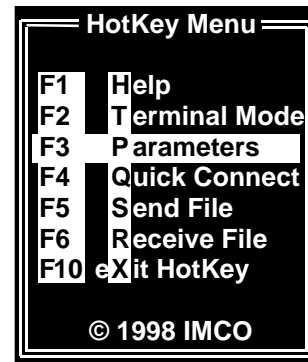 HotKey Menu
F1 Help
F2 Terminal Mode
F3 Parameters
F4 Quick Connect
F5 Send File
F6 Receive File
F10 eXit HotKey
© 1998 IMCO